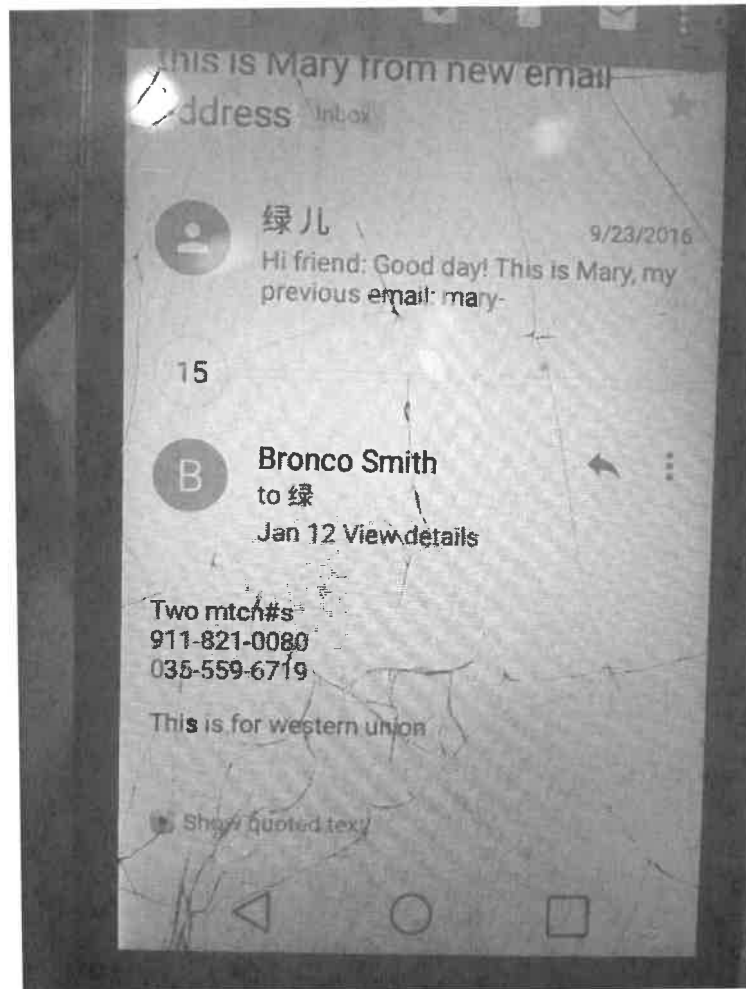 this is Mary from new email
address Inbox
绿儿
9/23/2016
Hi friend: Good day! This is Mary, my
previous email: mary-
15
B
Bronco Smith
to 绿
Jan 12 View details
Two mtcn#s
911-821-0080
035-559-6719
This is for western union
Show quoted text